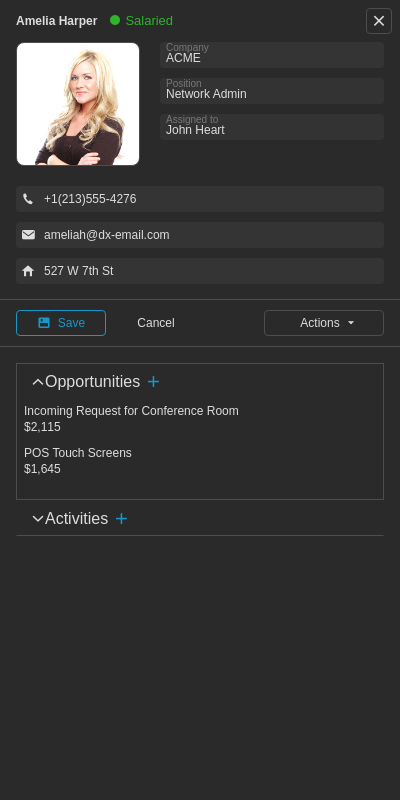 Amelia Harper
Salaried
Company
ACME
Position
Network Admin
Assigned to
John Heart
+1(213)555-4276
ameliah@dx-email.com
527 W 7th St
Save
Cancel
Actions
Opportunities
Incoming Request for Conference Room
$2,115
POS Touch Screens
$1,645
Activities